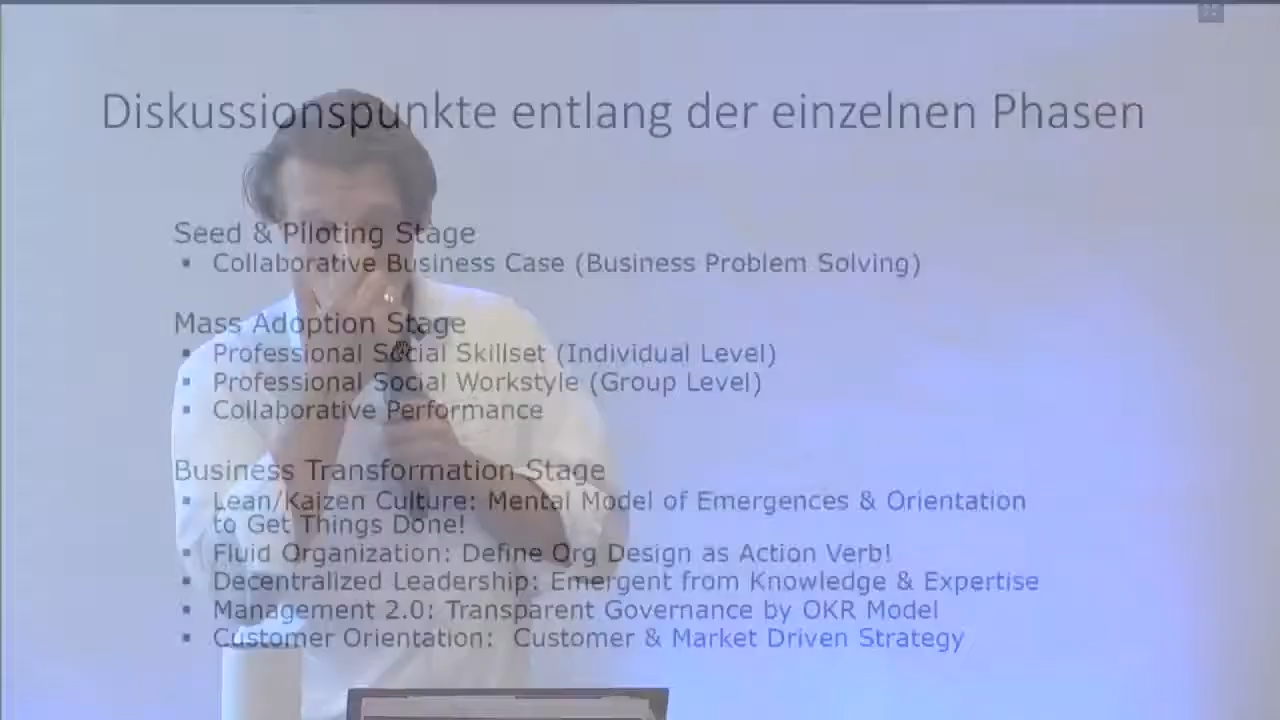 Diskussionspunkte entlang der einzelnen Phasen
Seed & Piloting Stage
▪ Collaborative Business Case (Business Problem Solving)
Mass Adoption Stage
▪ Professional Social Skillset (Individual Level)
▪ Professional Social Workstyle (Group Level)
▪ Collaborative Performance
Business Transformation Stage
▪ Lean/Kaizen Culture: Mental Model of Emergences & Orientation
to Get Things Done!
▪ Fluid Organization: Define Org Design as Action Verb!
▪ Decentralized Leadership: Emergent from Knowledge & Expertise
▪ Management 2.0: Transparent Governance by OKR Model
▪ Customer Orientation: Customer & Market Driven Strategy